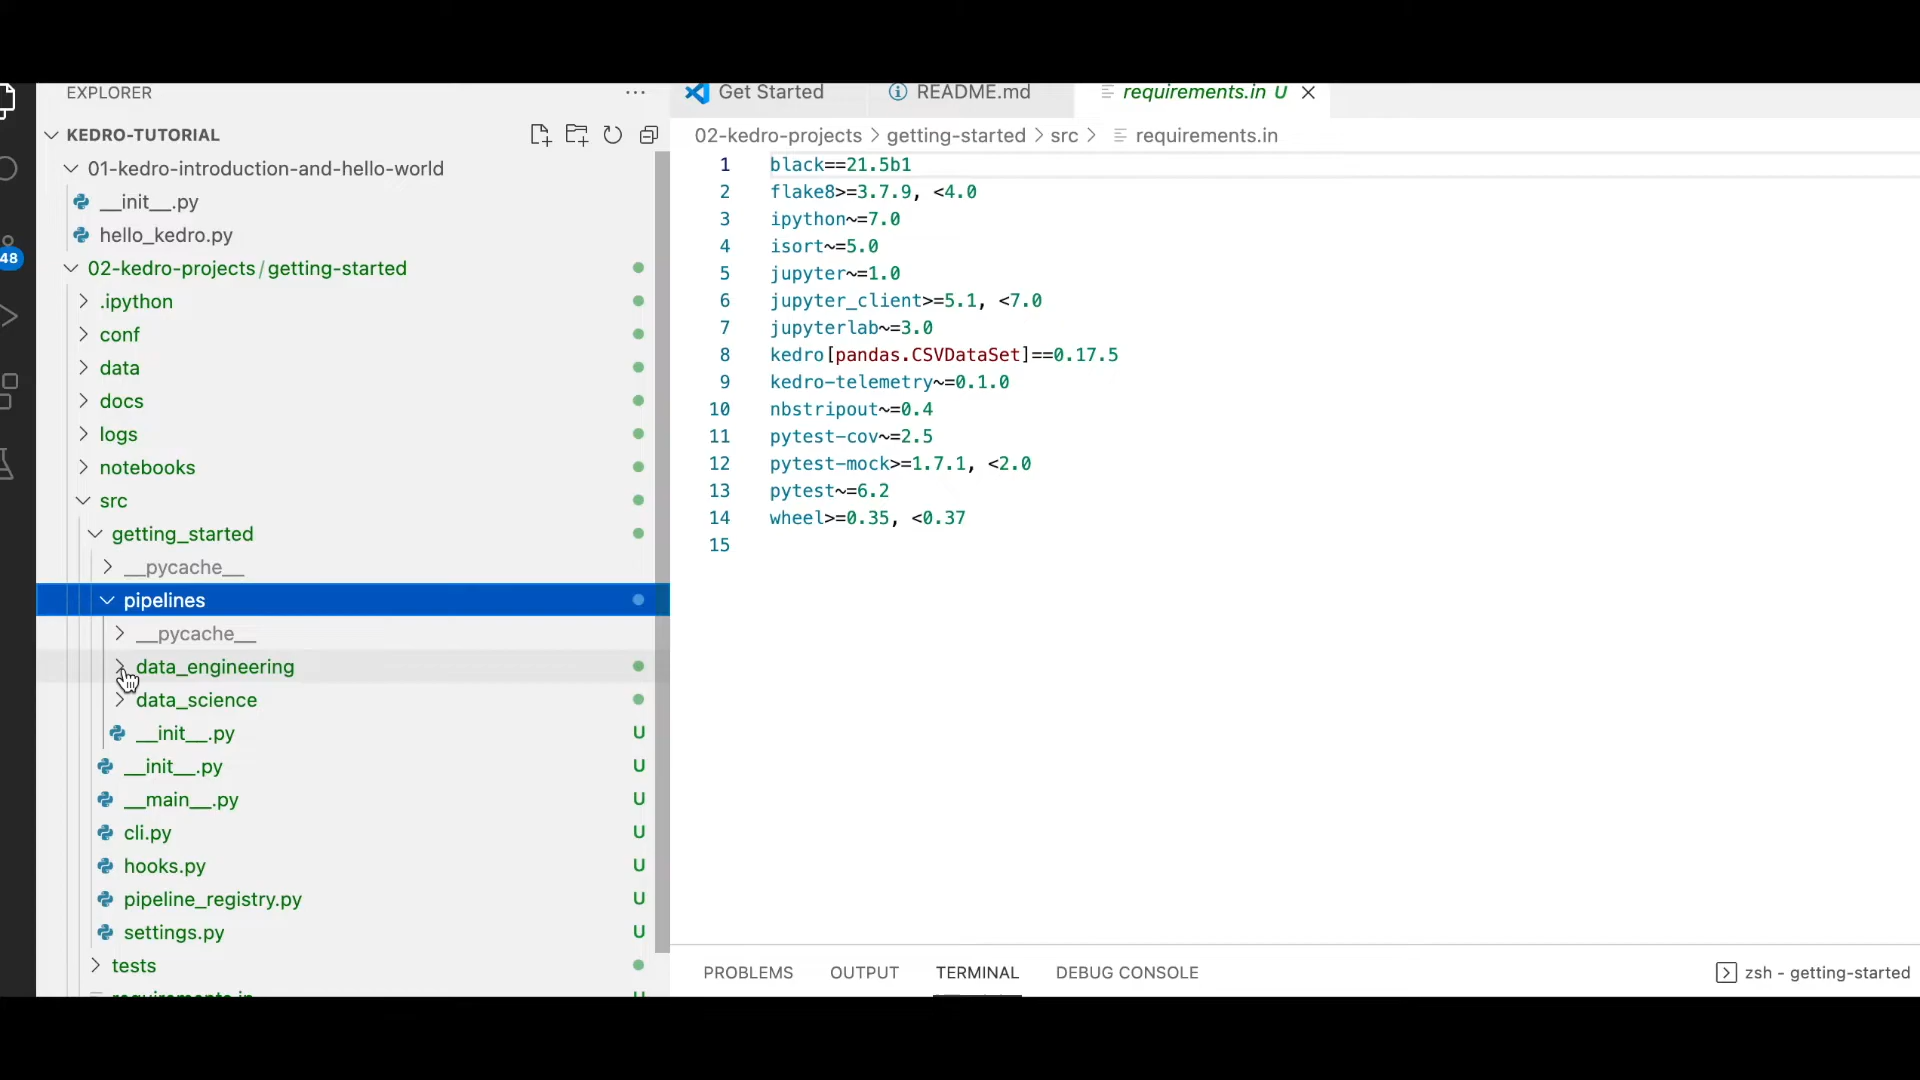 EXPLORER
KEDRO-TUTORIAL
01-kedro-introduction-and-hello-world
__init__.py
hello_kedro.py
48
02-kedro-projects/getting-started
.ipython
conf
data
docs
logs
notebooks
src
getting_started
__pycache__
pipelines
__pycache__
data_engineering
data_science
__init__.py U
__init__.py U
__main__.py U
cli.py U
hooks.py U
pipeline_registry.py U
settings.py U
tests
requirements.in U
Get Started
README.md
requirements.in U
02-kedro-projects > getting-started > src > requirements.in
1 black==21.5b1
2 flake8>=3.7.9, <4.0
3 ipython~=7.0
4 isort~=5.0
5 jupyter~=1.0
6 jupyter_client>=5.1, <7.0
7 jupyterlab~=3.0
8 kedro[pandas.CSVDataSet]==0.17.5
9 kedro-telemetry~=0.1.0
10 nbstripout~=0.4
11 pytest-cov~=2.5
12 pytest-mock>=1.7.1, <2.0
13 pytest~=6.2
14 wheel>=0.35, <0.37
15
PROBLEMS OUTPUT TERMINAL DEBUG CONSOLE
zsh - getting-started